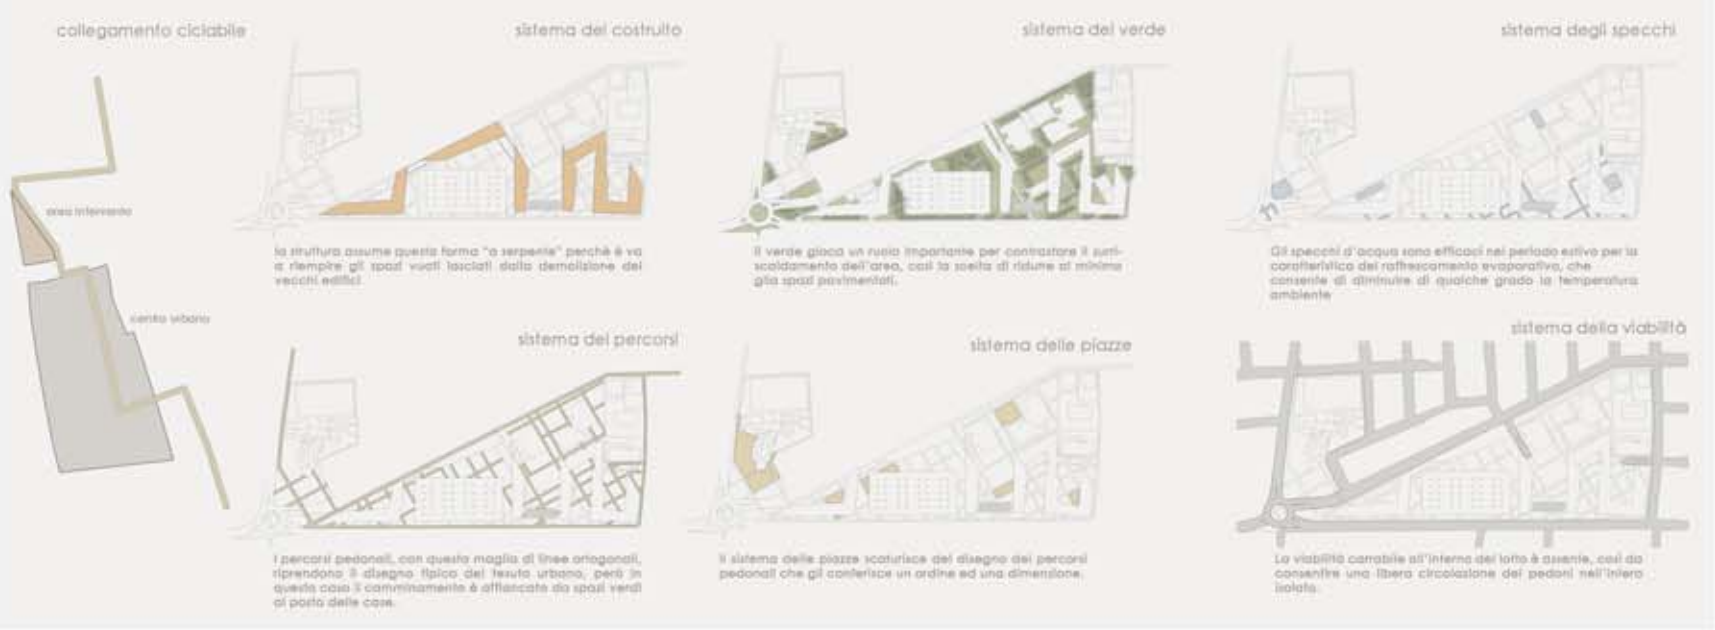 collegamento ciclabile
area intervento
centro urbano
sistema del costruito
la struttura assume questa forma "a serpente" perchè è va
a riempire gli spazi vuoti lasciati dalla demolizione dei
vecchi edifici
sistema del verde
Il verde gioca un ruolo importante per contrastare il surri-
scaldamento dell'area, così la scelta di ridurre al minimo
glia spazi pavimentati.
sistema degli specchi
Gli specchi d'acqua sono efficaci nel periodo estivo per la
caratteristica del raffrescamento evaporativo, che
consente di diminuire di qualche grado la temperatura
ambiente
sistema dei percorsi
I percorsi pedonali, con questa maglia di linee ortogonali,
riprendono il disegno tipico del tessuto urbano, però in
questo caso il camminamento è affiancato da spazi verdi
al posto delle case.
sistema delle piazze
Il sistema delle piazze scaturisce del disegno dei percorsi
pedonali che gli conferisce un ordine ed una dimensione.
sistema della viabilità
La viabilità carrabile all'interno del lotto è assente, così da
consentire una libera circolazione dei pedoni nell'intero
isolato.